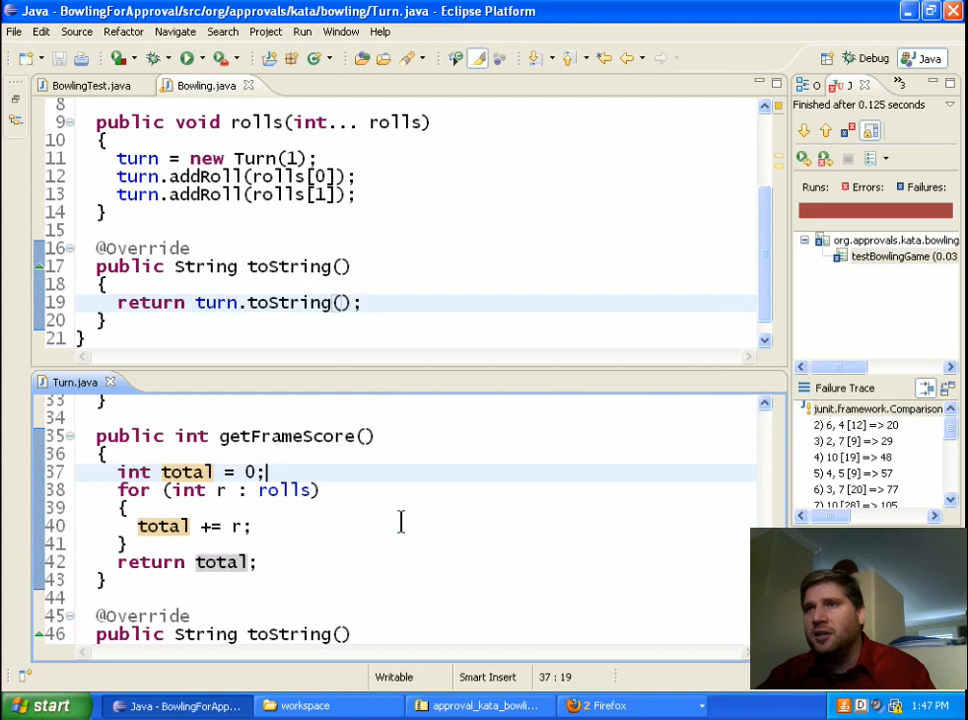 Java - BowlingForApproval/src/org/approvals/kata/bowling/Turn.java - Eclipse Platform
File Edit Source Refactor Navigate Search Project Run Window Help
Debug Java
BowlingTest.java Bowling.java
O J
Finished after 0.125 seconds
Runs: Errors: Failures:
org.approvals.kata.bowling
testBowlingGame (0.03
Failure Trace
junit.framework.Comparison
2) 6, 4 [12] => 20
3) 2, 7 [9] => 29
4) 10 [19] => 48
5) 4, 5 [9] => 57
6) 3, 7 [20] => 77
7) 10 [28] => 105
8
9 public void rolls(int... rolls)
10 {
11 turn = new Turn(1);
12 turn.addRoll(rolls[0]);
13 turn.addRoll(rolls[1]);
14 }
15
16 @Override
17 public String toString()
18 {
19 return turn.toString();
20 }
21 }
Turn.java
33 }
34
35 public int getFrameScore()
36 {
37 int total = 0;
38 for (int r : rolls)
39 {
40 total += r;
41 }
42 return total;
43 }
44
45 @Override
46 public String toString()
Writable Smart Insert 37 : 19
start Java - BowlingForApp... workspace approval_kata_bowli... 2 Firefox 1:47 PM